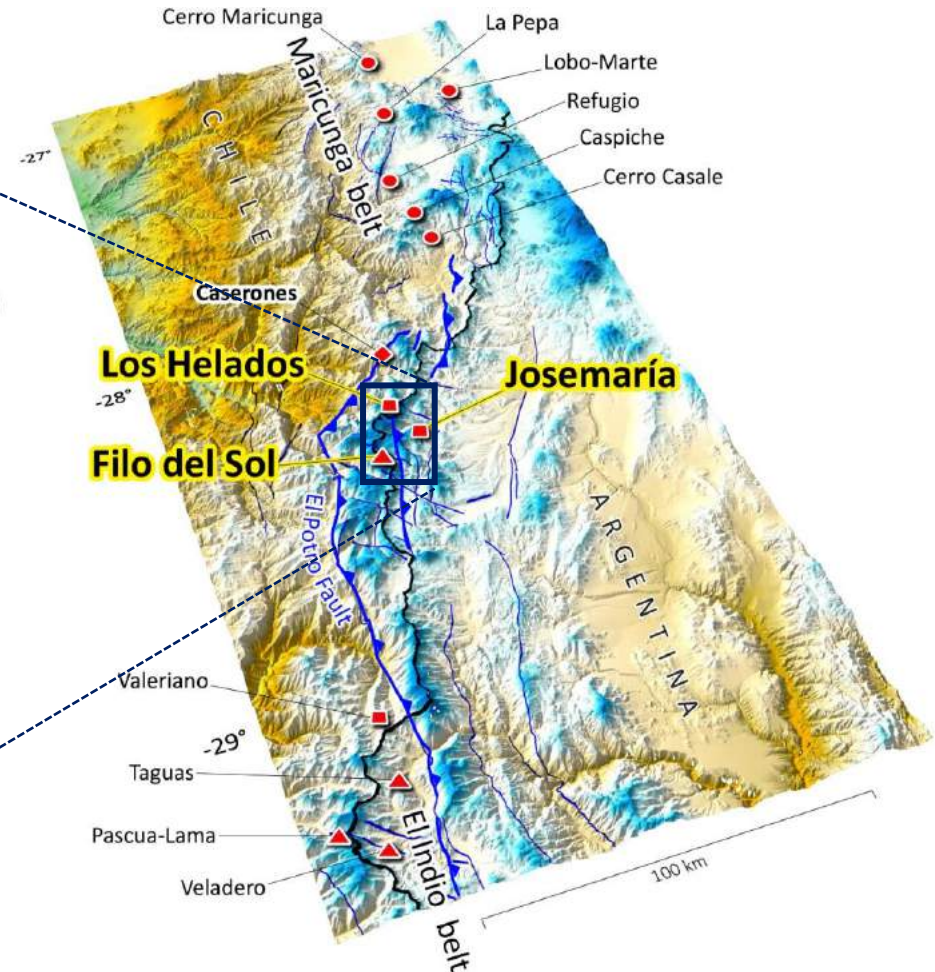 Cerro Maricunga
La Pepa
Lobo-Marte
Refugio
Caspiche
Cerro Casale
Maricunga belt
CHILE
-27°
Caserones
Los Helados
Josemaría
-28°
Filo del Sol
El Potro Fault
ARGENTINA
Valeriano
-29°
Taguas
Pascua-Lama
Veladero
El Indio belt
100 km